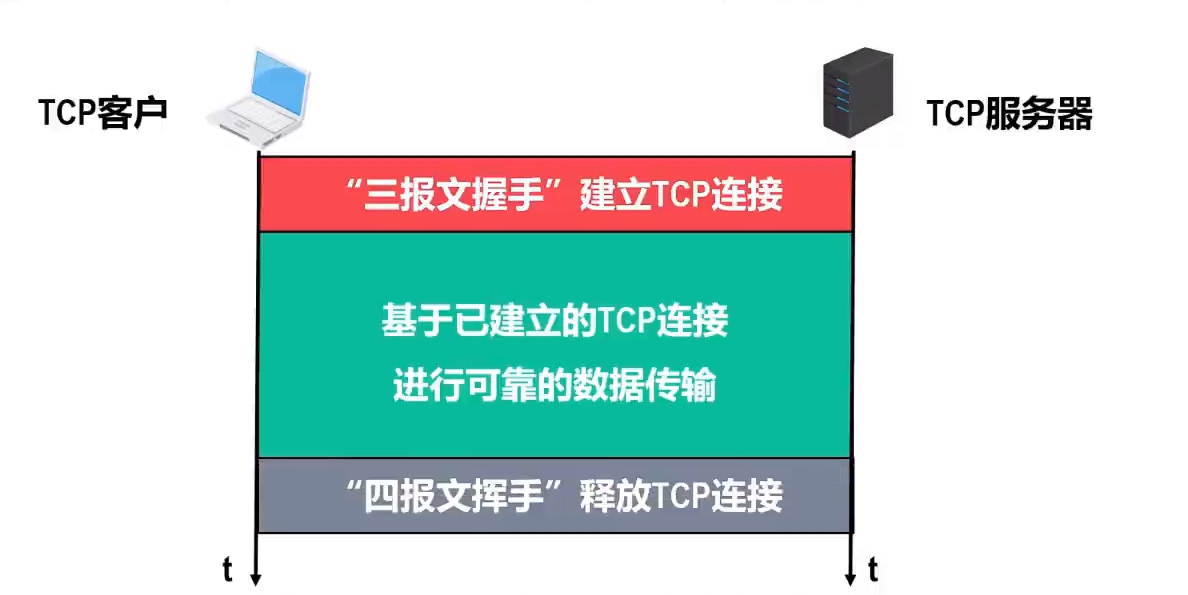 TCP客户
TCP服务器
“三报文握手”建立TCP连接
基于已建立的TCP连接
进行可靠的数据传输
“四报文挥手”释放TCP连接
t
t